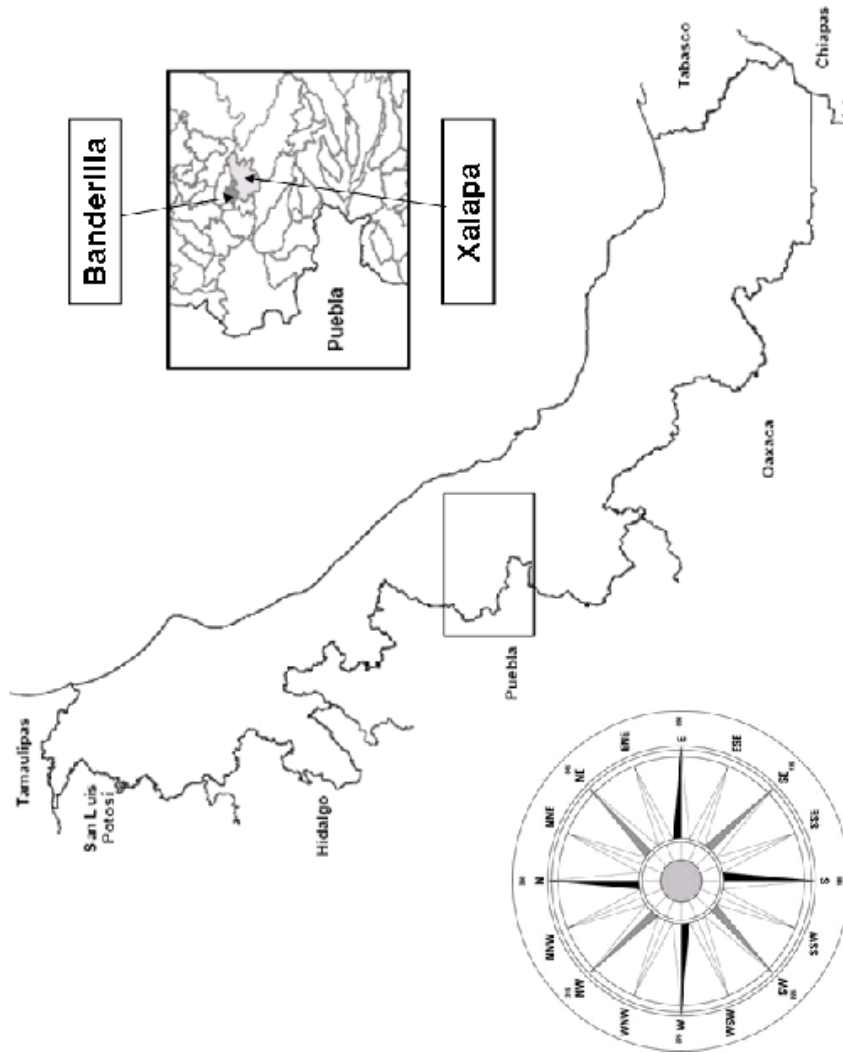 Tamaulipas
San Luis
Potosí
Hidalgo
Puebla
Oaxaca
Tabasco
Chiapas
Banderilla
Xalapa
Puebla
N
NNE
NE
ENE
E
ESE
SE
SSE
S
SSW
SW
WSW
W
WNW
NW
NNW